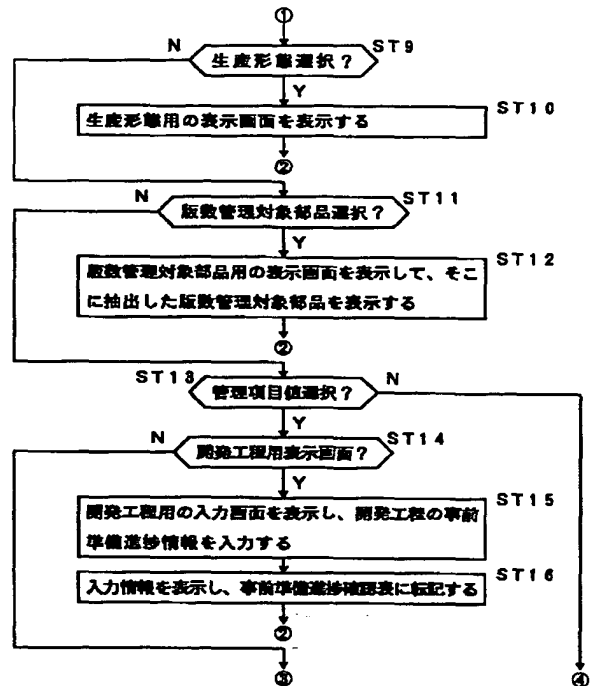 ①
N
ST9
生産形態選択？
Y
ST10
生産形態用の表示画面を表示する
②
N
ST11
版数管理対象部品選択？
Y
ST12
版数管理対象部品用の表示画面を表示して、そこ
に抽出した版数管理対象部品を表示する
②
ST13
N
管理項目値選択？
Y
N
ST14
開発工程用表示画面？
Y
ST15
開発工程用の入力画面を表示し、開発工程の事前
準備進捗情報を入力する
ST16
入力情報を表示し、事前準備進捗確認表に転記する
②
③
④